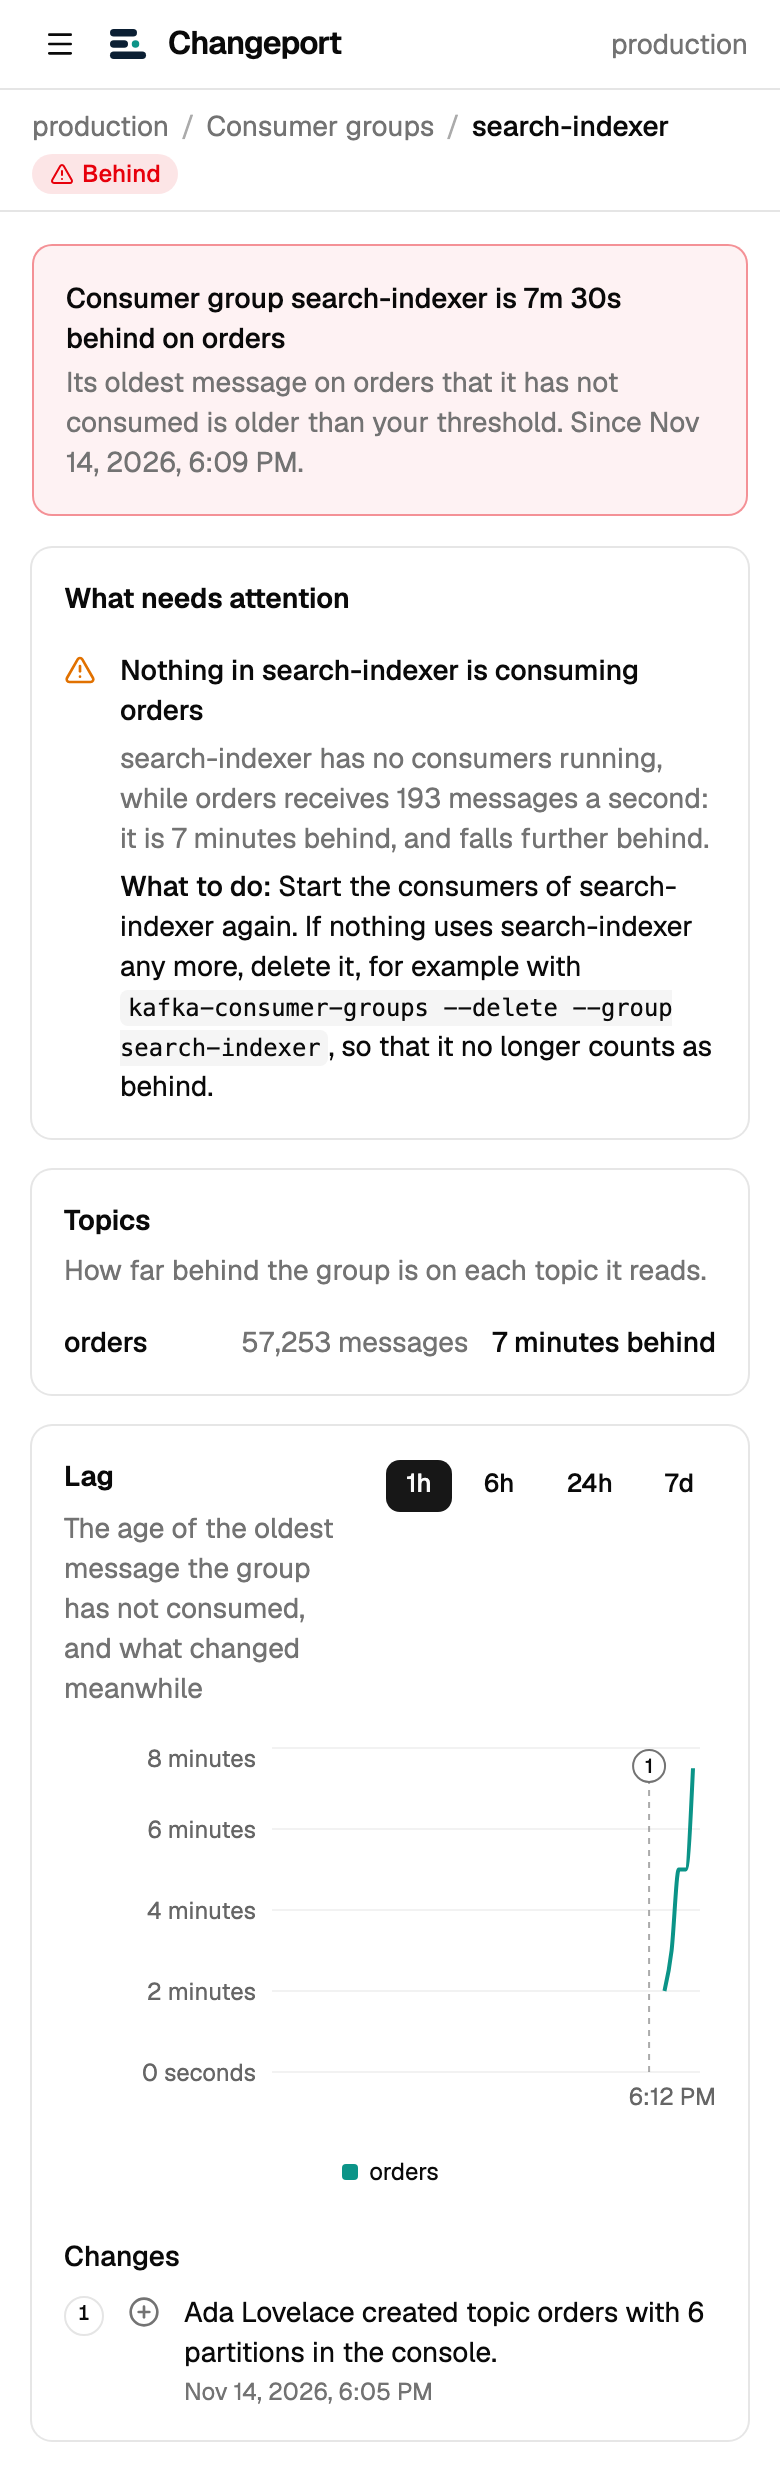 Changeport
production
production / Consumer groups / search-indexer
Behind
Consumer group search-indexer is 7m 30s
behind on orders
Its oldest message on orders that it has not
consumed is older than your threshold. Since Nov
14, 2026, 6:09 PM.
What needs attention
Nothing in search-indexer is consuming
orders
search-indexer has no consumers running,
while orders receives 193 messages a second:
it is 7 minutes behind, and falls further behind.
What to do: Start the consumers of search-
indexer again. If nothing uses search-indexer
any more, delete it, for example with
kafka-consumer-groups --delete --group
search-indexer, so that it no longer counts as
behind.
Topics
How far behind the group is on each topic it reads.
orders 57,253 messages 7 minutes behind
Lag
1h 6h 24h 7d
The age of the oldest
message the group
has not consumed,
and what changed
meanwhile
8 minutes
1
6 minutes
4 minutes
2 minutes
0 seconds
6:12 PM
orders
Changes
1 Ada Lovelace created topic orders with 6
partitions in the console.
Nov 14, 2026, 6:05 PM